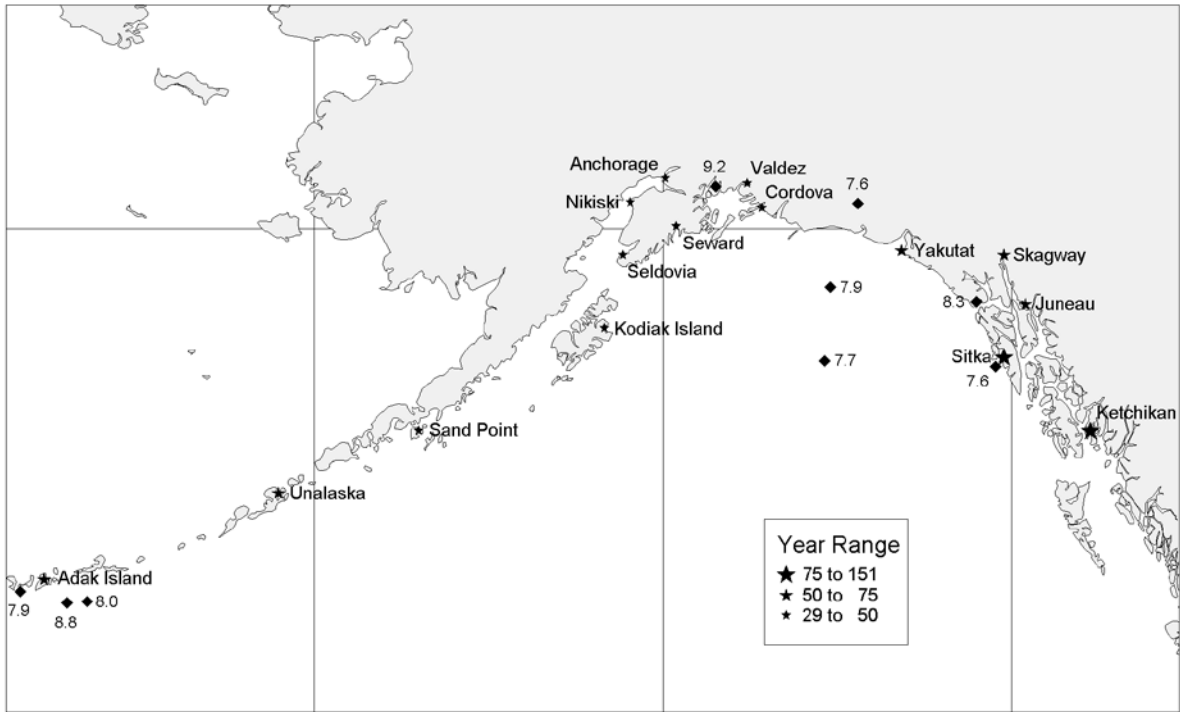 Anchorage
9.2
Valdez
7.6
Nikiski
Cordova
Seward
Yakutat
Skagway
Seldovia
7.9
8.3
Juneau
Kodiak Island
Sitka
7.7
7.6
Ketchikan
Sand Point
Unalaska
Year Range
75 to 151
50 to 75
29 to 50
Adak Island
7.9
8.8
8.0